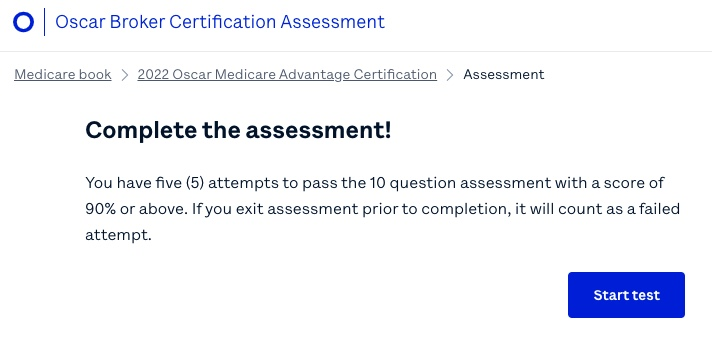 Oscar Broker Certification Assessment
Medicare book > 2022 Oscar Medicare Advantage Certification > Assessment
Complete the assessment!
You have five (5) attempts to pass the 10 question assessment with a score of
90% or above. If you exit assessment prior to completion, it will count as a failed
attempt.
Start test